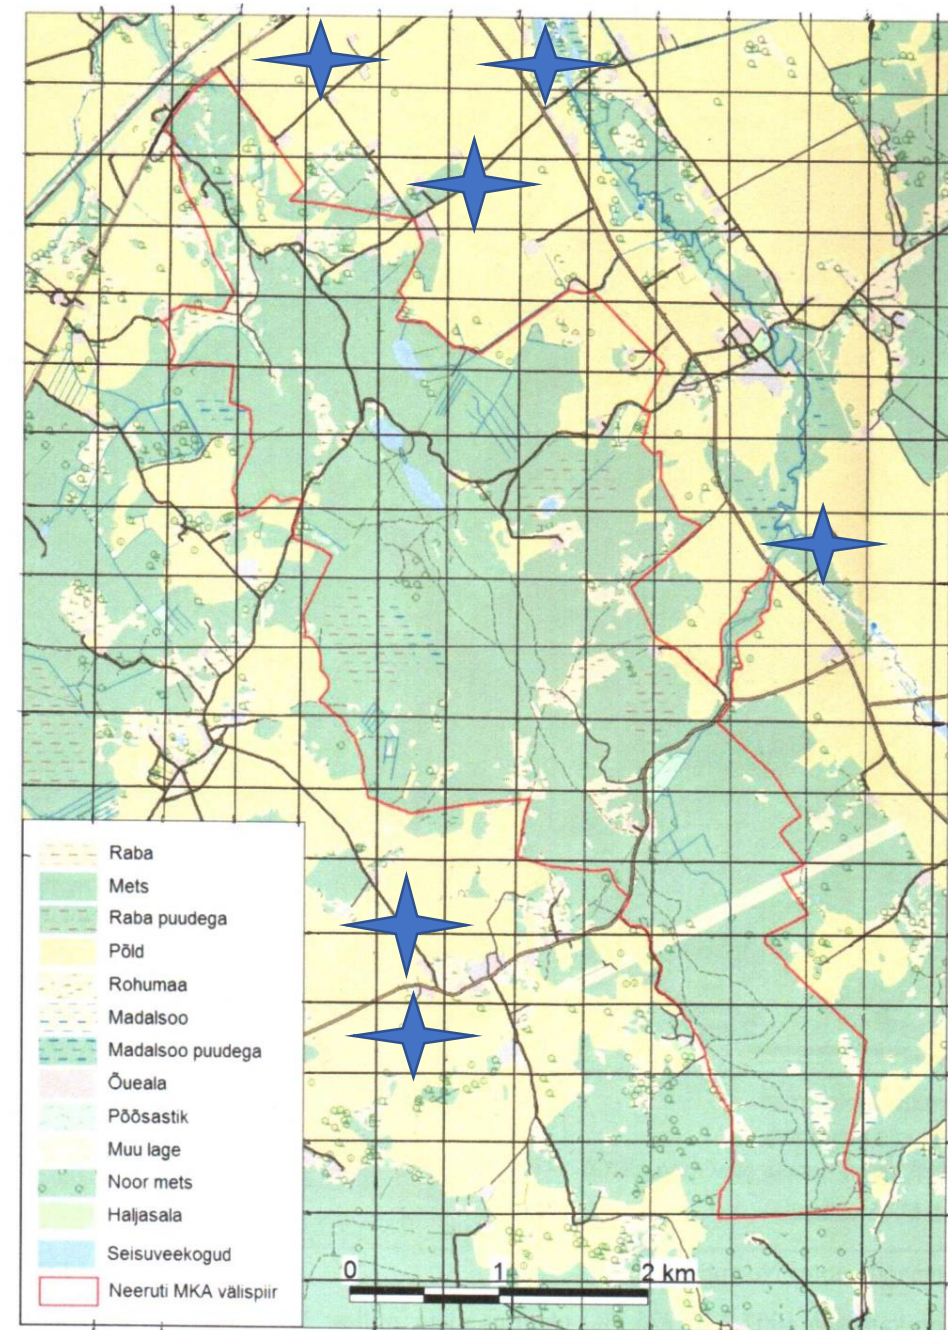 Raba
Mets
Raba puudega
Põld
Rohumaa
Madalsoo
Madalsoo puudega
Õueala
Põõsastik
Muu lage
Noor mets
Haljasala
Seisuveekogud
Neeruti MKA välispiir
0 1 2 km